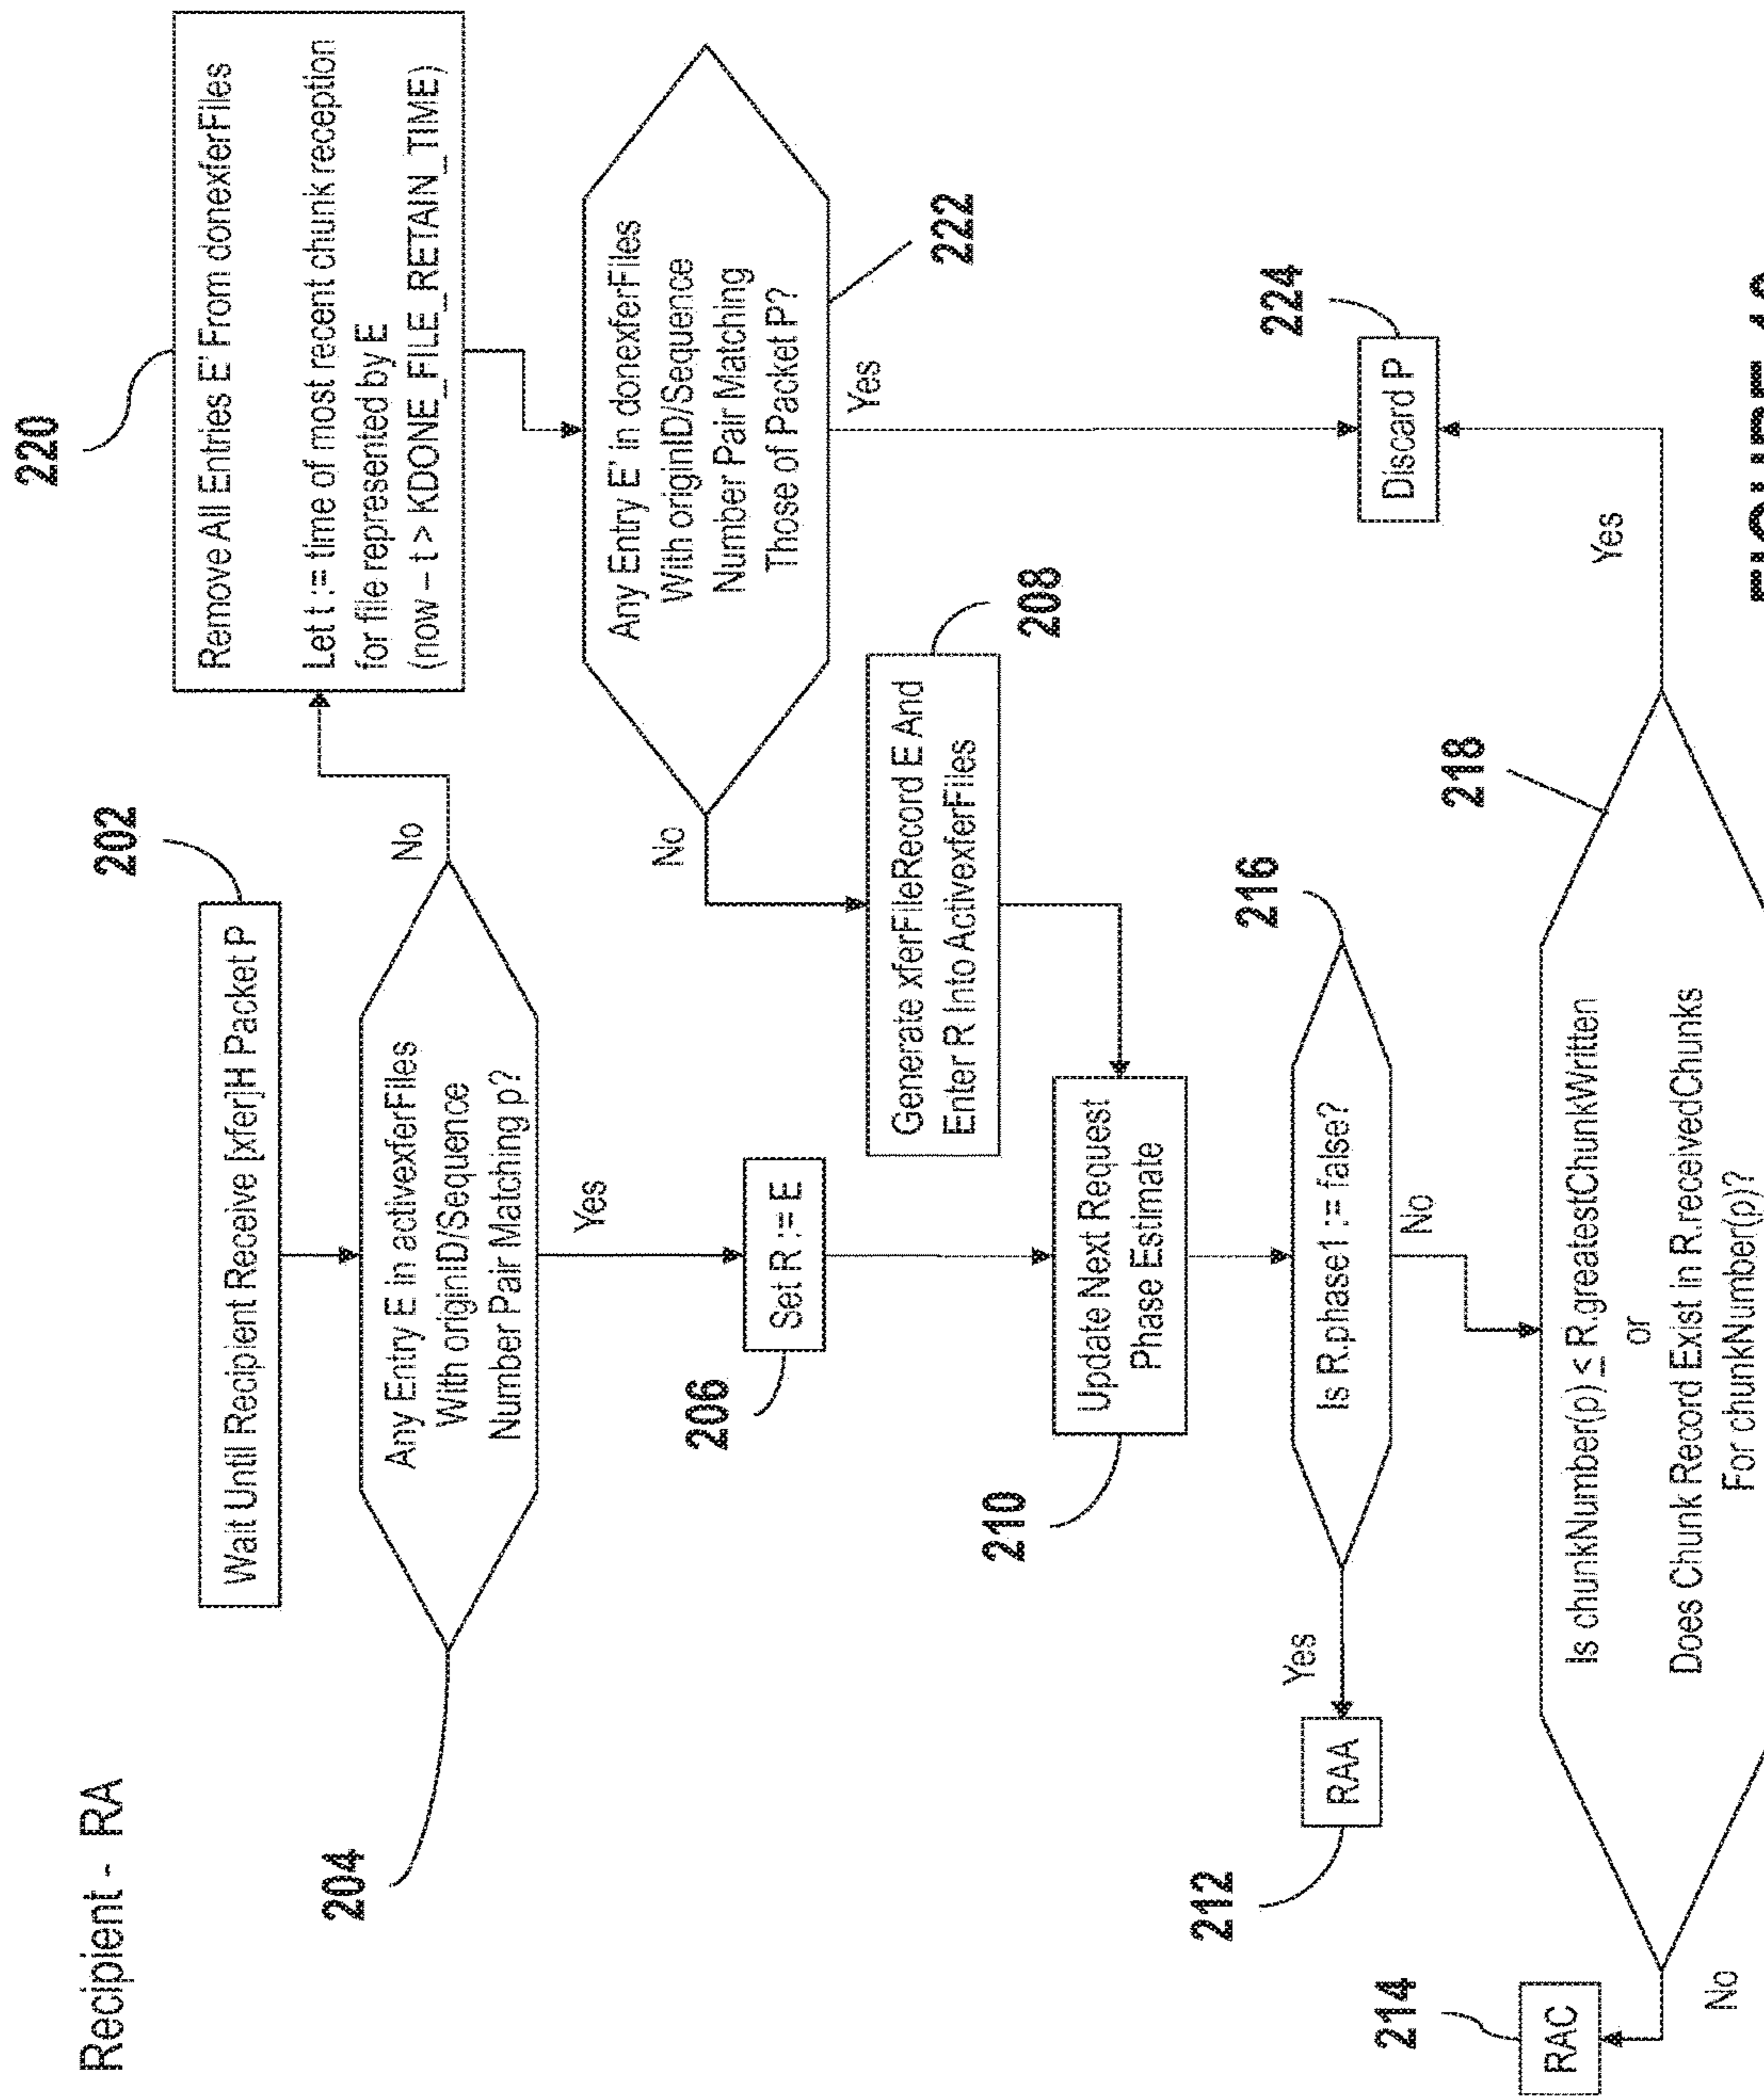 Recipient - RA
202
Wait Until Recipient Receive [xfer]H Packet P
204
Any Entry E in activexferFiles
With originID/Sequence
Number Pair Matching p?
No
Yes
220
Remove All Entries E' From donexferFiles
Let t := time of most recent chunk reception
for file represented by E
(now – t > KDONE_FILE_RETAIN_TIME)
222
Any Entry E' in donexferFiles
With originID/Sequence
Number Pair Matching
Those of Packet P?
No
Yes
206
Set R := E
208
Generate xferFileRecord E And
Enter R Into ActivexferFiles
210
Update Next Request
Phase Estimate
216
Is R.phase1 := false?
Yes
No
212
RAA
224
Discard P
218
Is chunkNumber(p) ≤ R.greatestChunkWritten
or
Does Chunk Record Exist in R.receivedChunks
For chunkNumber(p)?
Yes
No
214
RAC